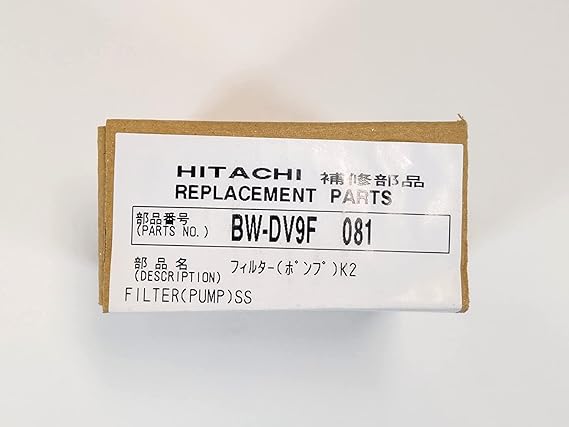 HITACHI 補修部品
REPLACEMENT PARTS
部品番号
(PARTS NO.) BW-DV9F 081
部品名 フィルター(ポンプ)K2
(DESCRIPTION)
FILTER(PUMP)SS